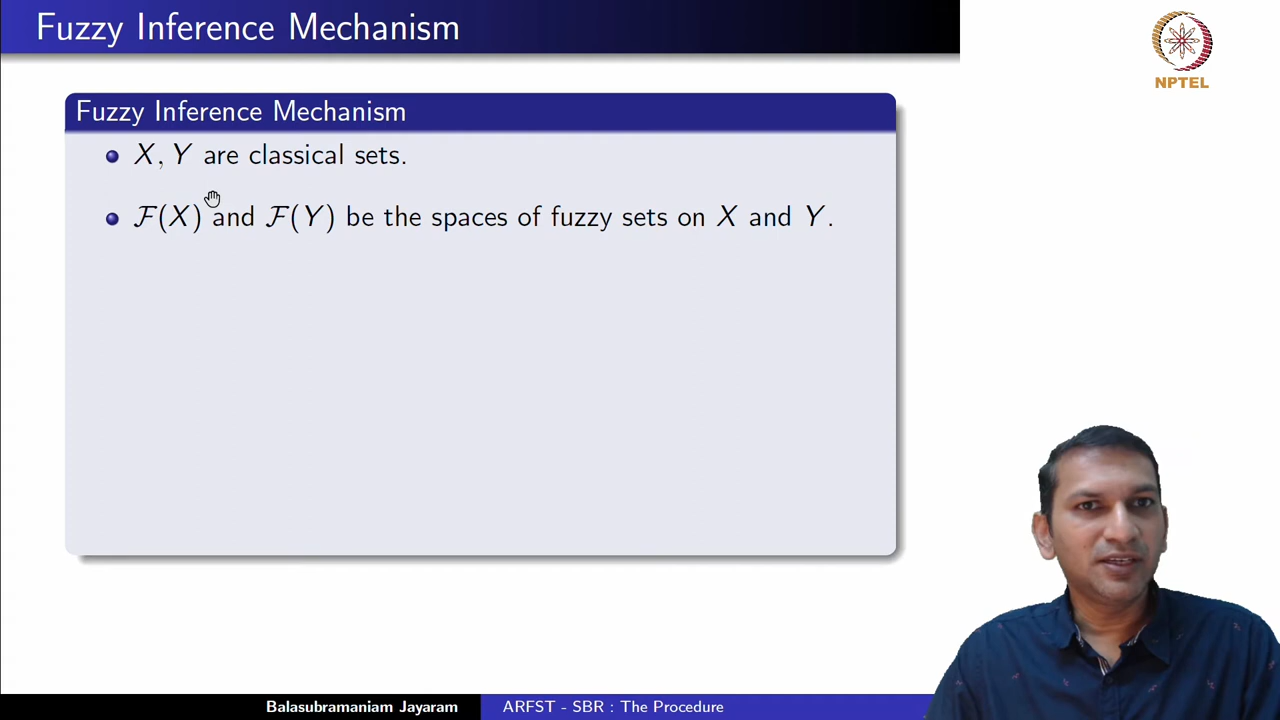 Fuzzy Inference Mechanism
NPTEL
Fuzzy Inference Mechanism
X, Y are classical sets.
ℱ(X) and ℱ(Y) be the spaces of fuzzy sets on X and Y.
Balasubramaniam Jayaram
ARFST - SBR : The Procedure